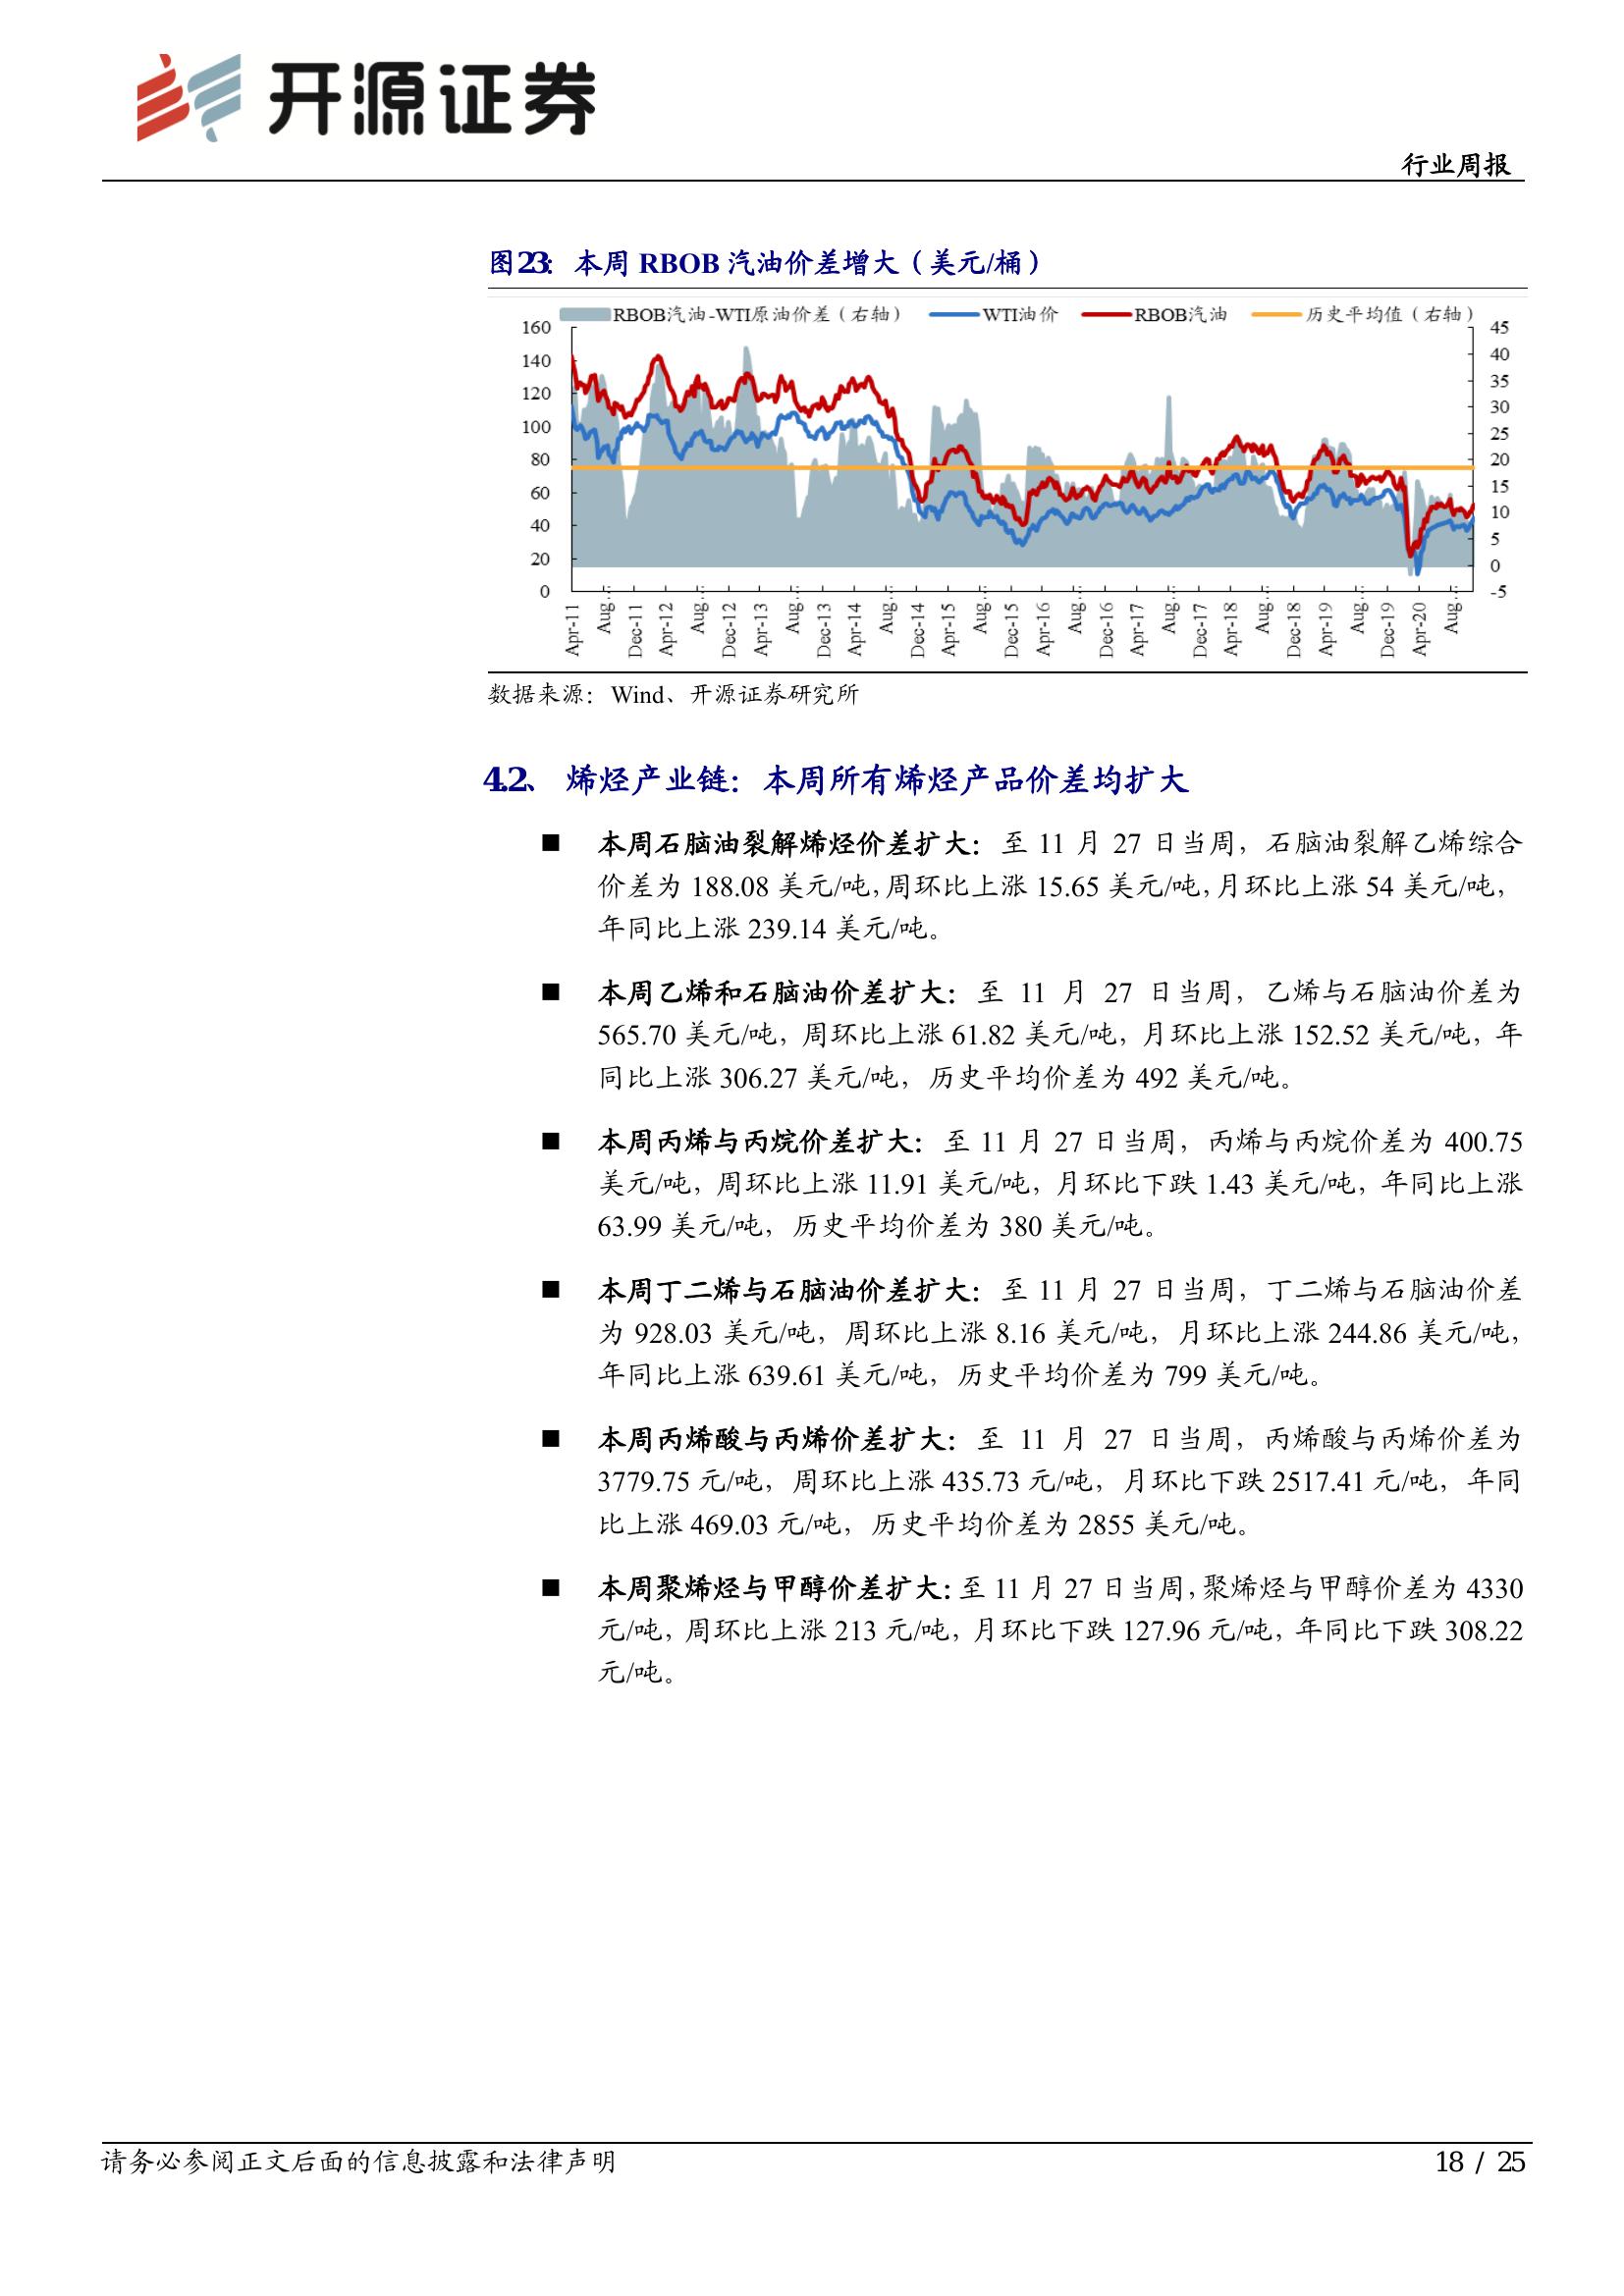 开源证券
行业周报
图23： 本周 RBOB 汽油价差增大（美元/桶）
RBOB汽油-WTI原油价差（右轴） WTI油价 RBOB汽油 历史平均值（右轴）
160
140
120
100
80
60
40
20
0
45
40
35
30
25
20
15
10
5
0
-5
Apr-11
Aug...
Dec-11
Apr-12
Aug...
Dec-12
Apr-13
Aug...
Dec-13
Apr-14
Aug...
Dec-14
Apr-15
Aug...
Dec-15
Apr-16
Aug...
Dec-16
Apr-17
Aug...
Dec-17
Apr-18
Aug...
Dec-18
Apr-19
Aug...
Dec-19
Apr-20
Aug...
数据来源：Wind、开源证券研究所
4.2、 烯烃产业链：本周所有烯烃产品价差均扩大
■ 本周石脑油裂解烯烃价差扩大：至 11 月 27 日当周，石脑油裂解乙烯综合
价差为 188.08 美元/吨，周环比上涨 15.65 美元/吨，月环比上涨 54 美元/吨，
年同比上涨 239.14 美元/吨。
■ 本周乙烯和石脑油价差扩大：至 11 月 27 日当周，乙烯与石脑油价差为
565.70 美元/吨，周环比上涨 61.82 美元/吨，月环比上涨 152.52 美元/吨，年
同比上涨 306.27 美元/吨，历史平均价差为 492 美元/吨。
■ 本周丙烯与丙烷价差扩大：至 11 月 27 日当周，丙烯与丙烷价差为 400.75
美元/吨，周环比上涨 11.91 美元/吨，月环比下跌 1.43 美元/吨，年同比上涨
63.99 美元/吨，历史平均价差为 380 美元/吨。
■ 本周丁二烯与石脑油价差扩大：至 11 月 27 日当周，丁二烯与石脑油价差
为 928.03 美元/吨，周环比上涨 8.16 美元/吨，月环比上涨 244.86 美元/吨，
年同比上涨 639.61 美元/吨，历史平均价差为 799 美元/吨。
■ 本周丙烯酸与丙烯价差扩大：至 11 月 27 日当周，丙烯酸与丙烯价差为
3779.75 元/吨，周环比上涨 435.73 元/吨，月环比下跌 2517.41 元/吨，年同
比上涨 469.03 元/吨，历史平均价差为 2855 美元/吨。
■ 本周聚烯烃与甲醇价差扩大：至 11 月 27 日当周，聚烯烃与甲醇价差为 4330
元/吨，周环比上涨 213 元/吨，月环比下跌 127.96 元/吨，年同比下跌 308.22
元/吨。
请务必参阅正文后面的信息披露和法律声明
18 / 25